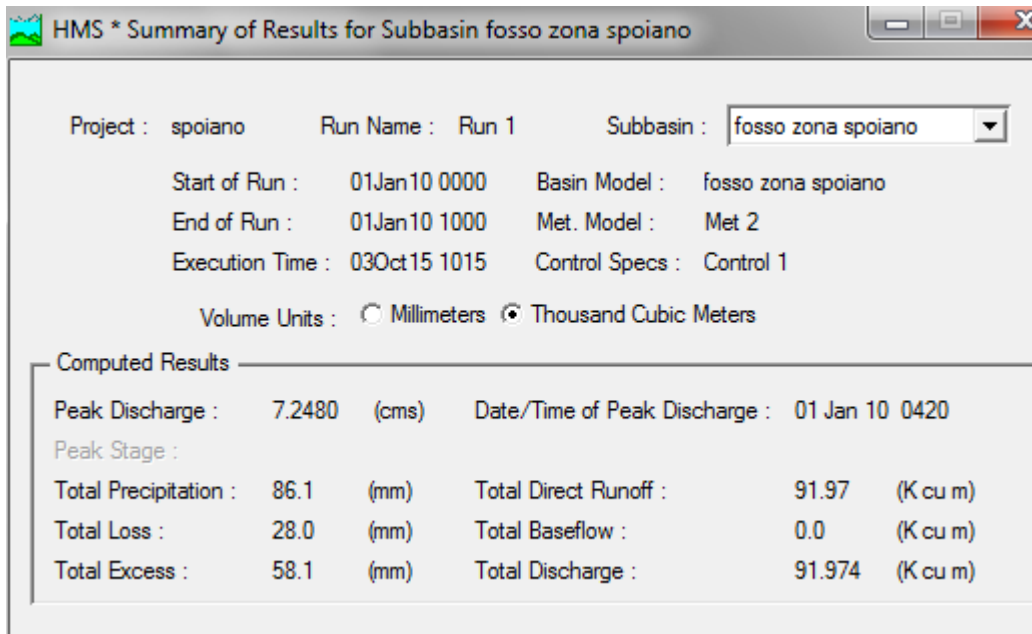 HMS * Summary of Results for Subbasin fosso zona spoiano
Project : spoiano Run Name : Run 1 Subbasin : fosso zona spoiano
Start of Run : 01Jan10 0000 Basin Model : fosso zona spoiano
End of Run : 01Jan10 1000 Met. Model : Met 2
Execution Time : 03Oct15 1015 Control Specs : Control 1
Volume Units : Millimeters Thousand Cubic Meters
Computed Results
Peak Discharge : 7.2480 (cms) Date/Time of Peak Discharge : 01 Jan 10 0420
Peak Stage :
Total Precipitation : 86.1 (mm) Total Direct Runoff : 91.97 (K cu m)
Total Loss : 28.0 (mm) Total Baseflow : 0.0 (K cu m)
Total Excess : 58.1 (mm) Total Discharge : 91.974 (K cu m)